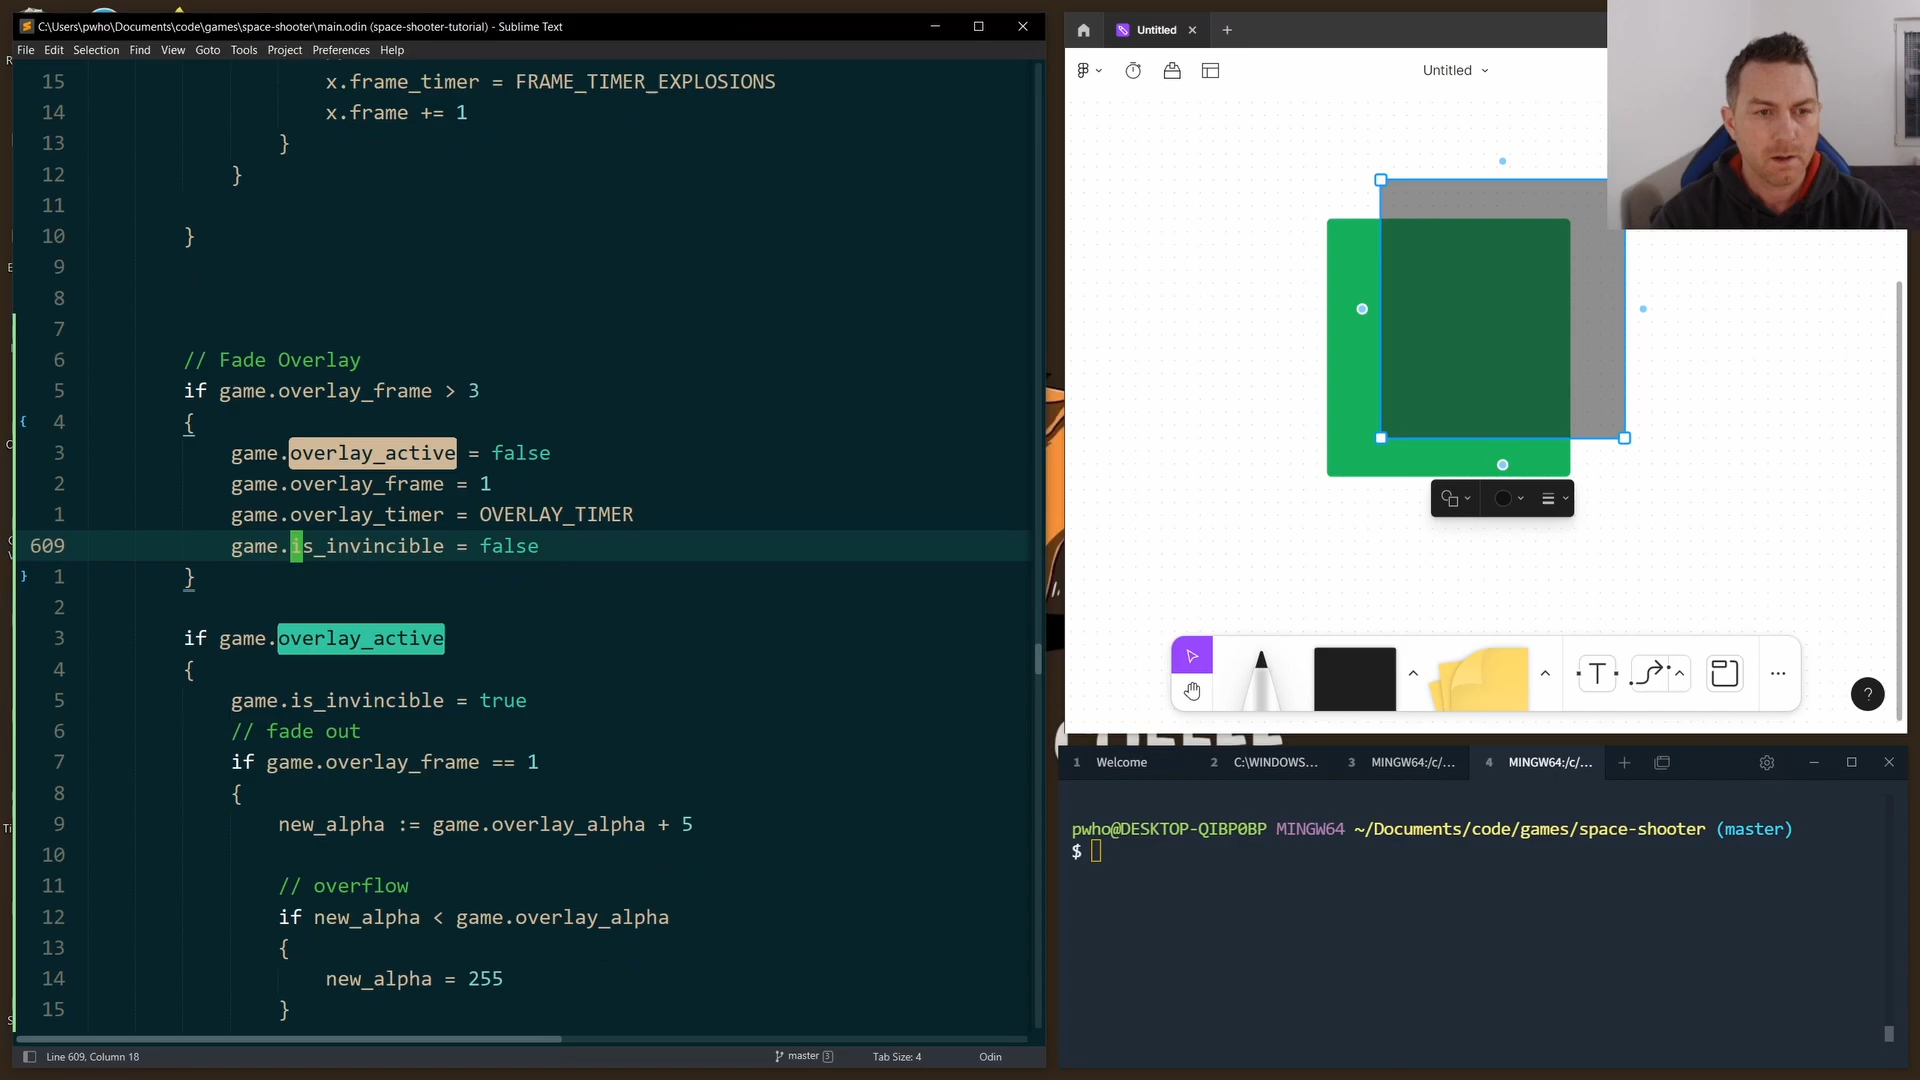 C:\Users\pwho\Documents\code\games\space-shooter\main.odin (space-shooter-tutorial) - Sublime Text
File Edit Selection Find View Goto Tools Project Preferences Help
15 x.frame_timer = FRAME_TIMER_EXPLOSIONS
14 x.frame += 1
13 }
12 }
11
10 }
9
8
7
6 // Fade Overlay
5 if game.overlay_frame > 3
4 {
3 game.overlay_active = false
2 game.overlay_frame = 1
1 game.overlay_timer = OVERLAY_TIMER
609 game.is_invincible = false
1 }
2
3 if game.overlay_active
4 {
5 game.is_invincible = true
6 // fade out
7 if game.overlay_frame == 1
8 {
9 new_alpha := game.overlay_alpha + 5
10
11 // overflow
12 if new_alpha < game.overlay_alpha
13 {
14 new_alpha = 255
15 }
Line 609, Column 18 master 3 Tab Size: 4 Odin
Untitled
Untitled
T
?
1 Welcome 2 C:\WINDOWS... 3 MINGW64:/c/... 4 MINGW64:/c/...
pwho@DESKTOP-QIBP0BP MINGW64 ~/Documents/code/games/space-shooter (master)
$